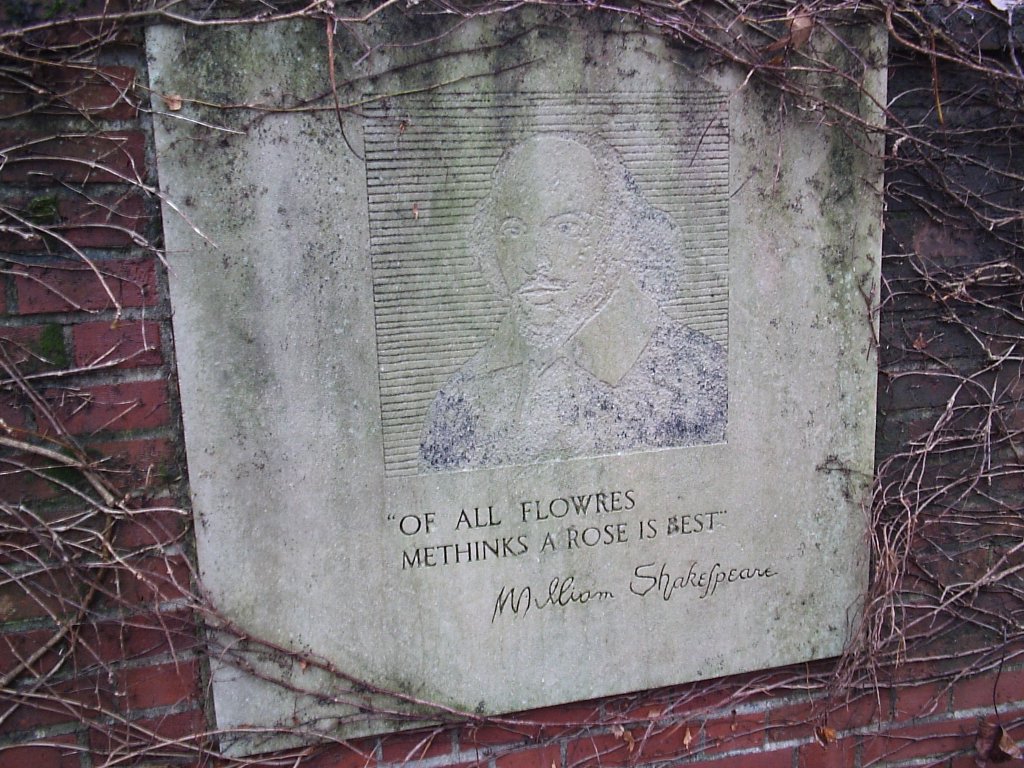 "OF ALL FLOWRES
METHINKS A ROSE IS BEST"
William Shakeſpeare